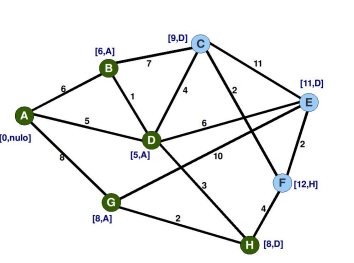 [9,D]
C
[6,A]
7
11
B
[11,D]
6
1
4
2
E
A
5
6
[0,nulo]
D
[5,A]
10
2
8
3
F
[12,H]
G
4
[8,A]
2
H
[8,D]